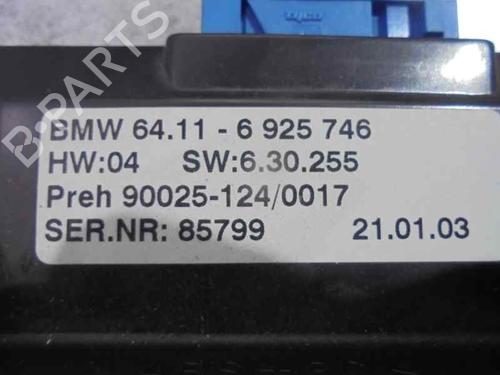 tyco
BMW 64.11 - 6 925 746
HW:04 SW:6.30.255
Preh 90025-124/0017
SER.NR: 85799 21.01.03
B-PARTS